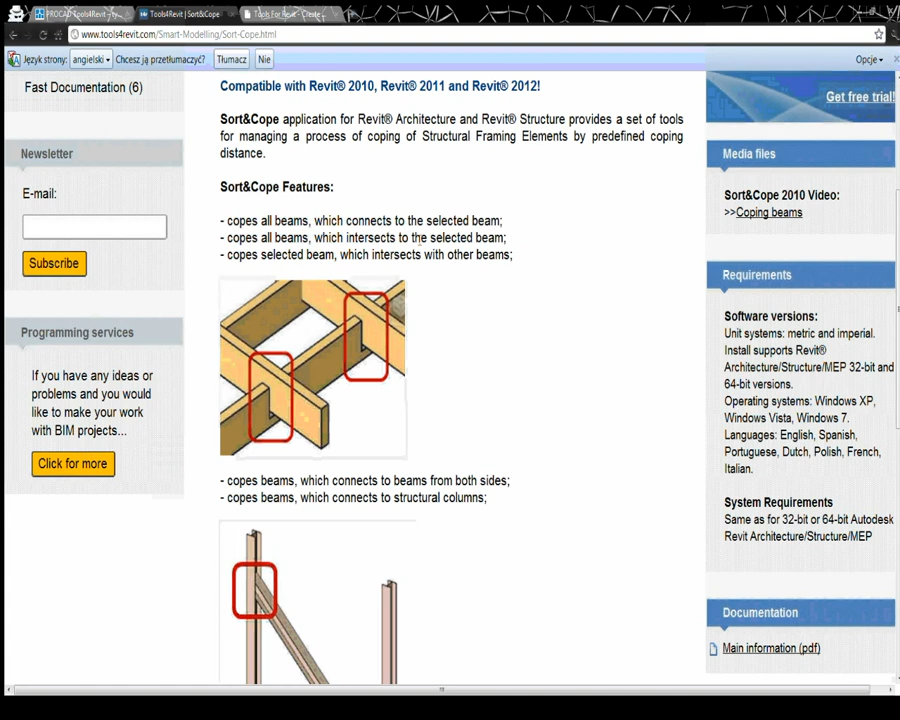 PROCAD Tools4Revit
Tools4Revit | Sort&Cope
Tools For Revit - Create
www.tools4revit.com/Smart-Modelling/Sort-Cope.html
Język strony: angielski Chcesz ją przetłumaczyć? Tłumacz Nie Opcje
Fast Documentation (6)
Newsletter
E-mail:
Subscribe
Programming services
If you have any ideas or
problems and you would
like to make your work
with BIM projects...
Click for more
Compatible with Revit® 2010, Revit® 2011 and Revit® 2012!
Sort&Cope application for Revit® Architecture and Revit® Structure provides a set of tools
for managing a process of coping of Structural Framing Elements by predefined coping
distance.
Sort&Cope Features:
- copes all beams, which connects to the selected beam;
- copes all beams, which intersects to the selected beam;
- copes selected beam, which intersects with other beams;
- copes beams, which connects to beams from both sides;
- copes beams, which connects to structural columns;
Get free trial!
Media files
Sort&Cope 2010 Video:
>>Coping beams
Requirements
Software versions:
Unit systems: metric and imperial.
Install supports Revit®
Architecture/Structure/MEP 32-bit and
64-bit versions.
Operating systems: Windows XP,
Windows Vista, Windows 7.
Languages: English, Spanish,
Portuguese, Dutch, Polish, French,
Italian.
System Requirements
Same as for 32-bit or 64-bit Autodesk
Revit Architecture/Structure/MEP
Documentation
Main information (pdf)